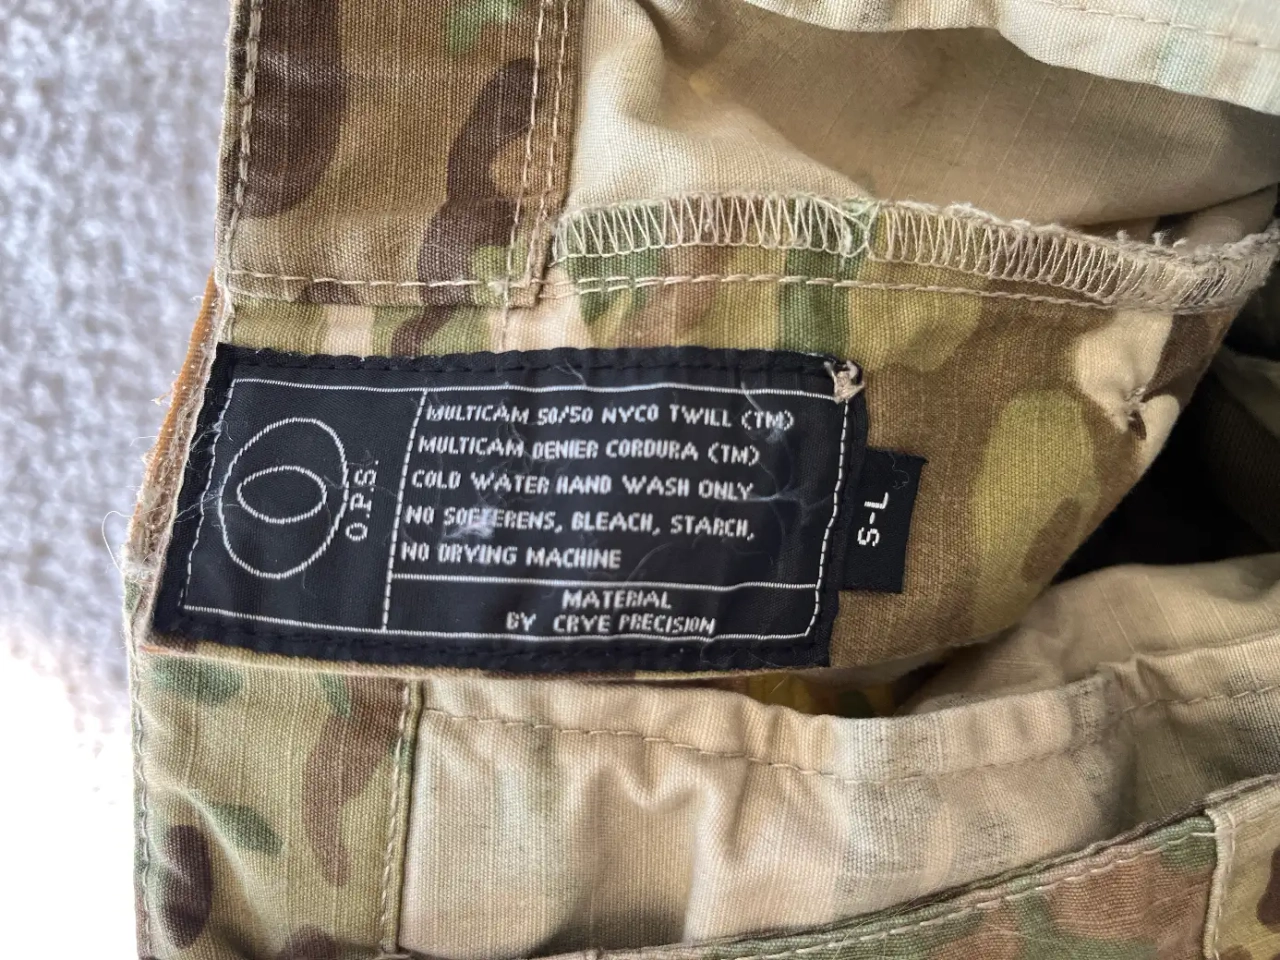 O.P.S.
MULTICAM 50/50 NYCO TWILL (TM)
MULTICAM DENIER CORDURA (TM)
COLD WATER HAND WASH ONLY
NO SOFTERENS, BLEACH, STARCH,
NO DRYING MACHINE
MATERIAL
BY CRYE PRECISION
S-L